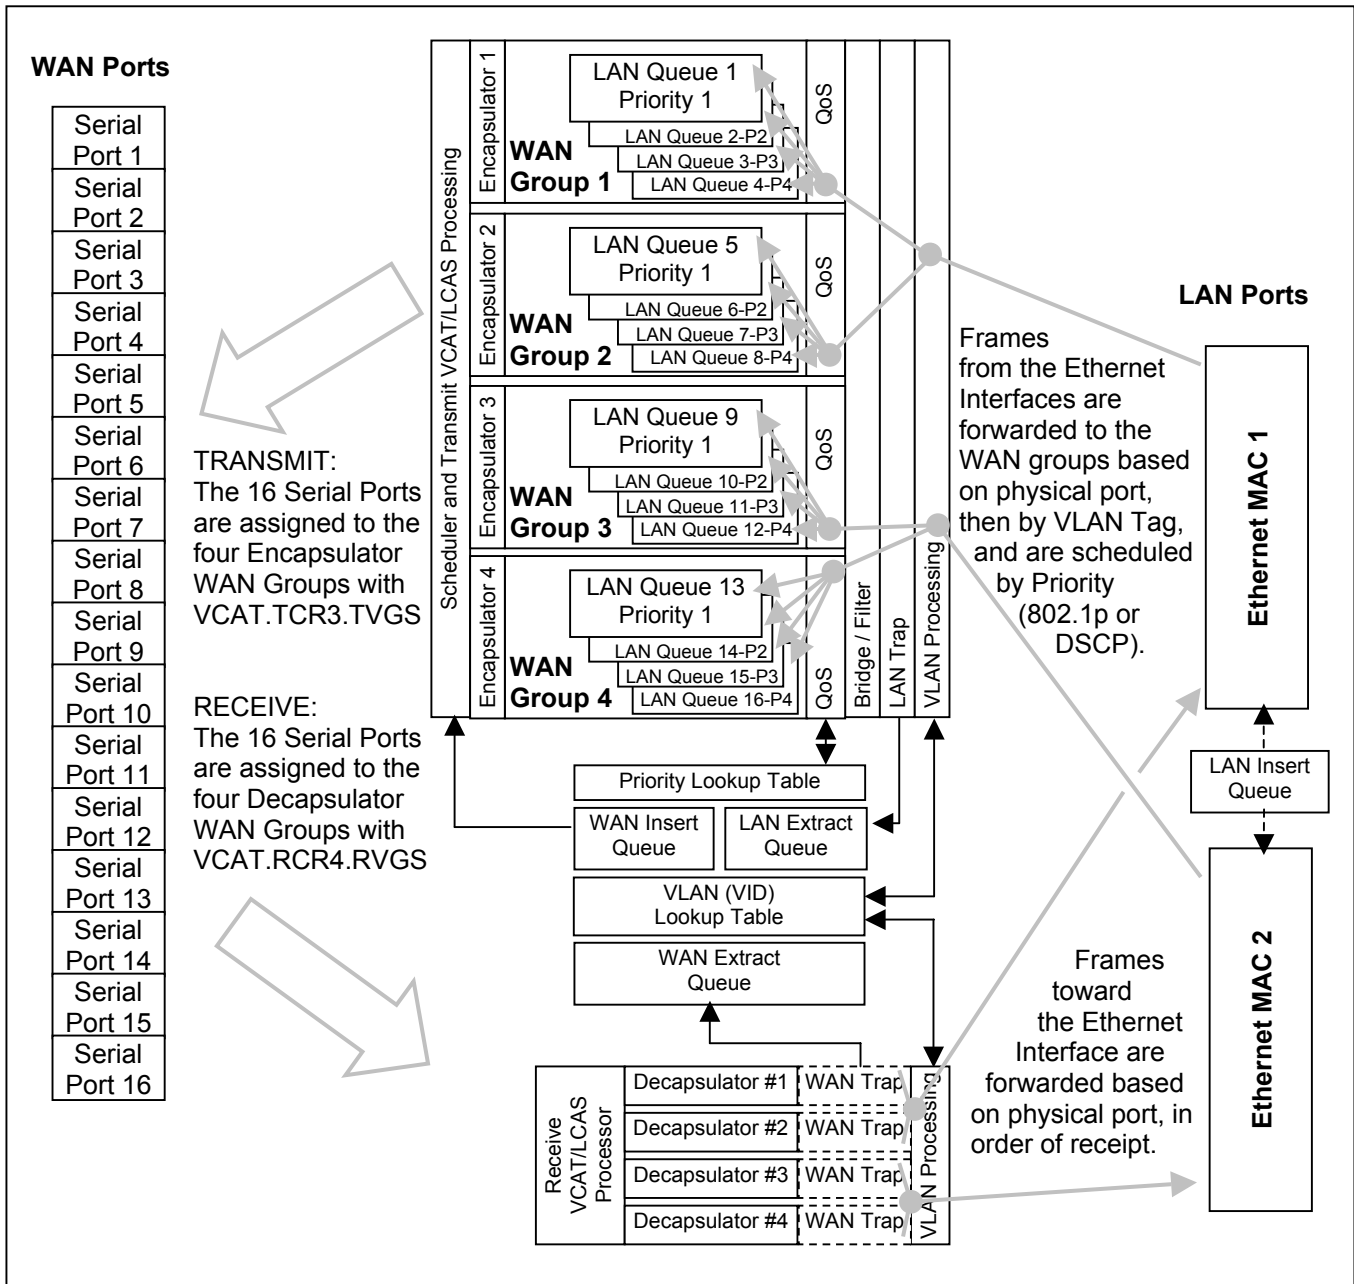 WAN Ports
Serial
Port 1
Serial
Port 2
Serial
Port 3
Serial
Port 4
Serial
Port 5
Serial
Port 6
Serial
Port 7
Serial
Port 8
Serial
Port 9
Serial
Port 10
Serial
Port 11
Serial
Port 12
Serial
Port 13
Serial
Port 14
Serial
Port 15
Serial
Port 16
TRANSMIT:
The 16 Serial Ports
are assigned to the
four Encapsulator
WAN Groups with
VCAT.TCR3.TVGS
RECEIVE:
The 16 Serial Ports
are assigned to the
four Decapsulator
WAN Groups with
VCAT.RCR4.RVGS
Scheduler and Transmit VCAT/LCAS Processing
Encapsulator 1
WAN
Group 1
LAN Queue 1
Priority 1
LAN Queue 2-P2
LAN Queue 3-P3
LAN Queue 4-P4
QoS
Encapsulator 2
WAN
Group 2
LAN Queue 5
Priority 1
LAN Queue 6-P2
LAN Queue 7-P3
LAN Queue 8-P4
QoS
Encapsulator 3
WAN
Group 3
LAN Queue 9
Priority 1
LAN Queue 10-P2
LAN Queue 11-P3
LAN Queue 12-P4
QoS
Encapsulator 4
WAN
Group 4
LAN Queue 13
Priority 1
LAN Queue 14-P2
LAN Queue 15-P3
LAN Queue 16-P4
QoS
Bridge / Filter
LAN Trap
VLAN Processing
Priority Lookup Table
WAN Insert
Queue
LAN Extract
Queue
VLAN (VID)
Lookup Table
WAN Extract
Queue
Receive
VCAT/LCAS
Processor
Decapsulator #1
WAN Trap
Decapsulator #2
WAN Trap
Decapsulator #3
WAN Trap
Decapsulator #4
WAN Trap
VLAN Processing
LAN Ports
Frames
from the Ethernet
Interfaces are
forwarded to the
WAN groups based
on physical port,
then by VLAN Tag,
and are scheduled
by Priority
(802.1p or
DSCP).
Ethernet MAC 1
LAN Insert
Queue
Ethernet MAC 2
Frames
toward
the Ethernet
Interface are
forwarded based
on physical port, in
order of receipt.